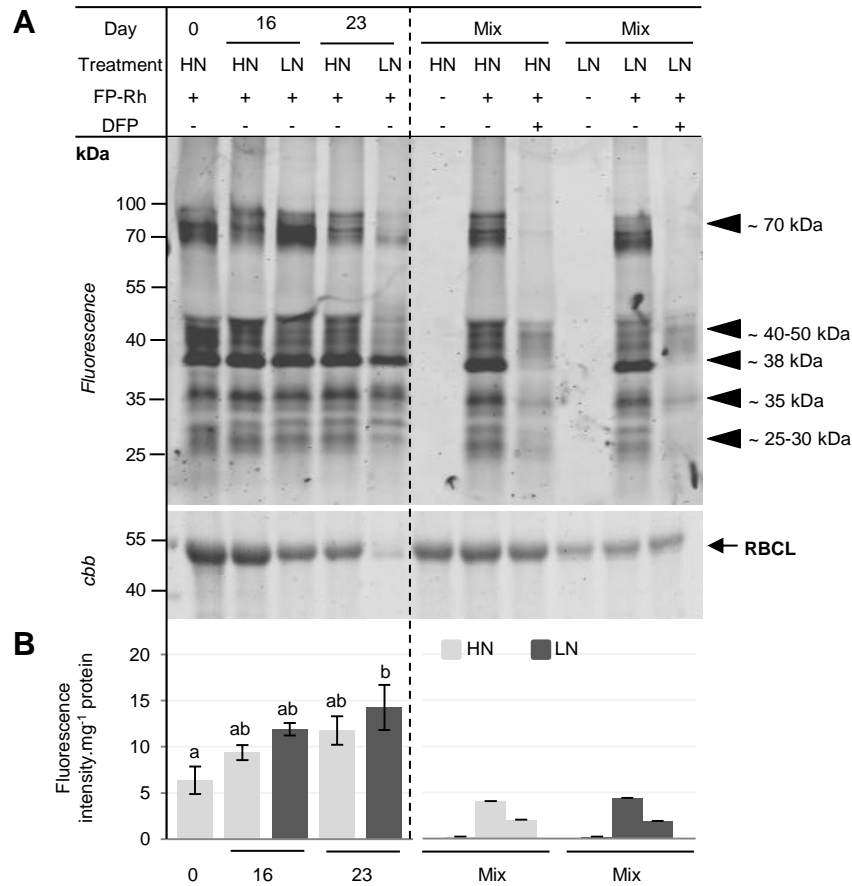 A
Day 0 16 23 Mix Mix
Treatment HN HN LN HN LN HN HN HN LN LN LN
FP-Rh + + + + + - + + - + +
DFP - - - - - - - + - - +
kDa
100
70
55
40
35
25
Fluorescence
~ 70 kDa
~ 40-50 kDa
~ 38 kDa
~ 35 kDa
~ 25-30 kDa
55
40
cbb
RBCL
B
Fluorescence
intensity.mg⁻¹ protein
20
15
10
5
0
a ab ab ab b
HN LN
0 16 23 Mix Mix